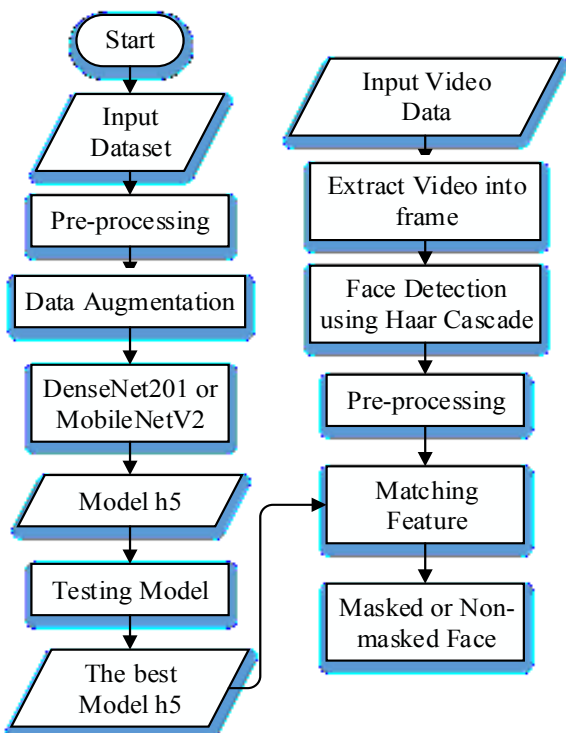 Start
Input
Dataset
Pre-processing
Data Augmentation
DenseNet201 or
MobileNetV2
Model h5
Testing Model
The best
Model h5
Input Video
Data
Extract Video into
frame
Face Detection
using Haar Cascade
Pre-processing
Matching
Feature
Masked or Non-
masked Face